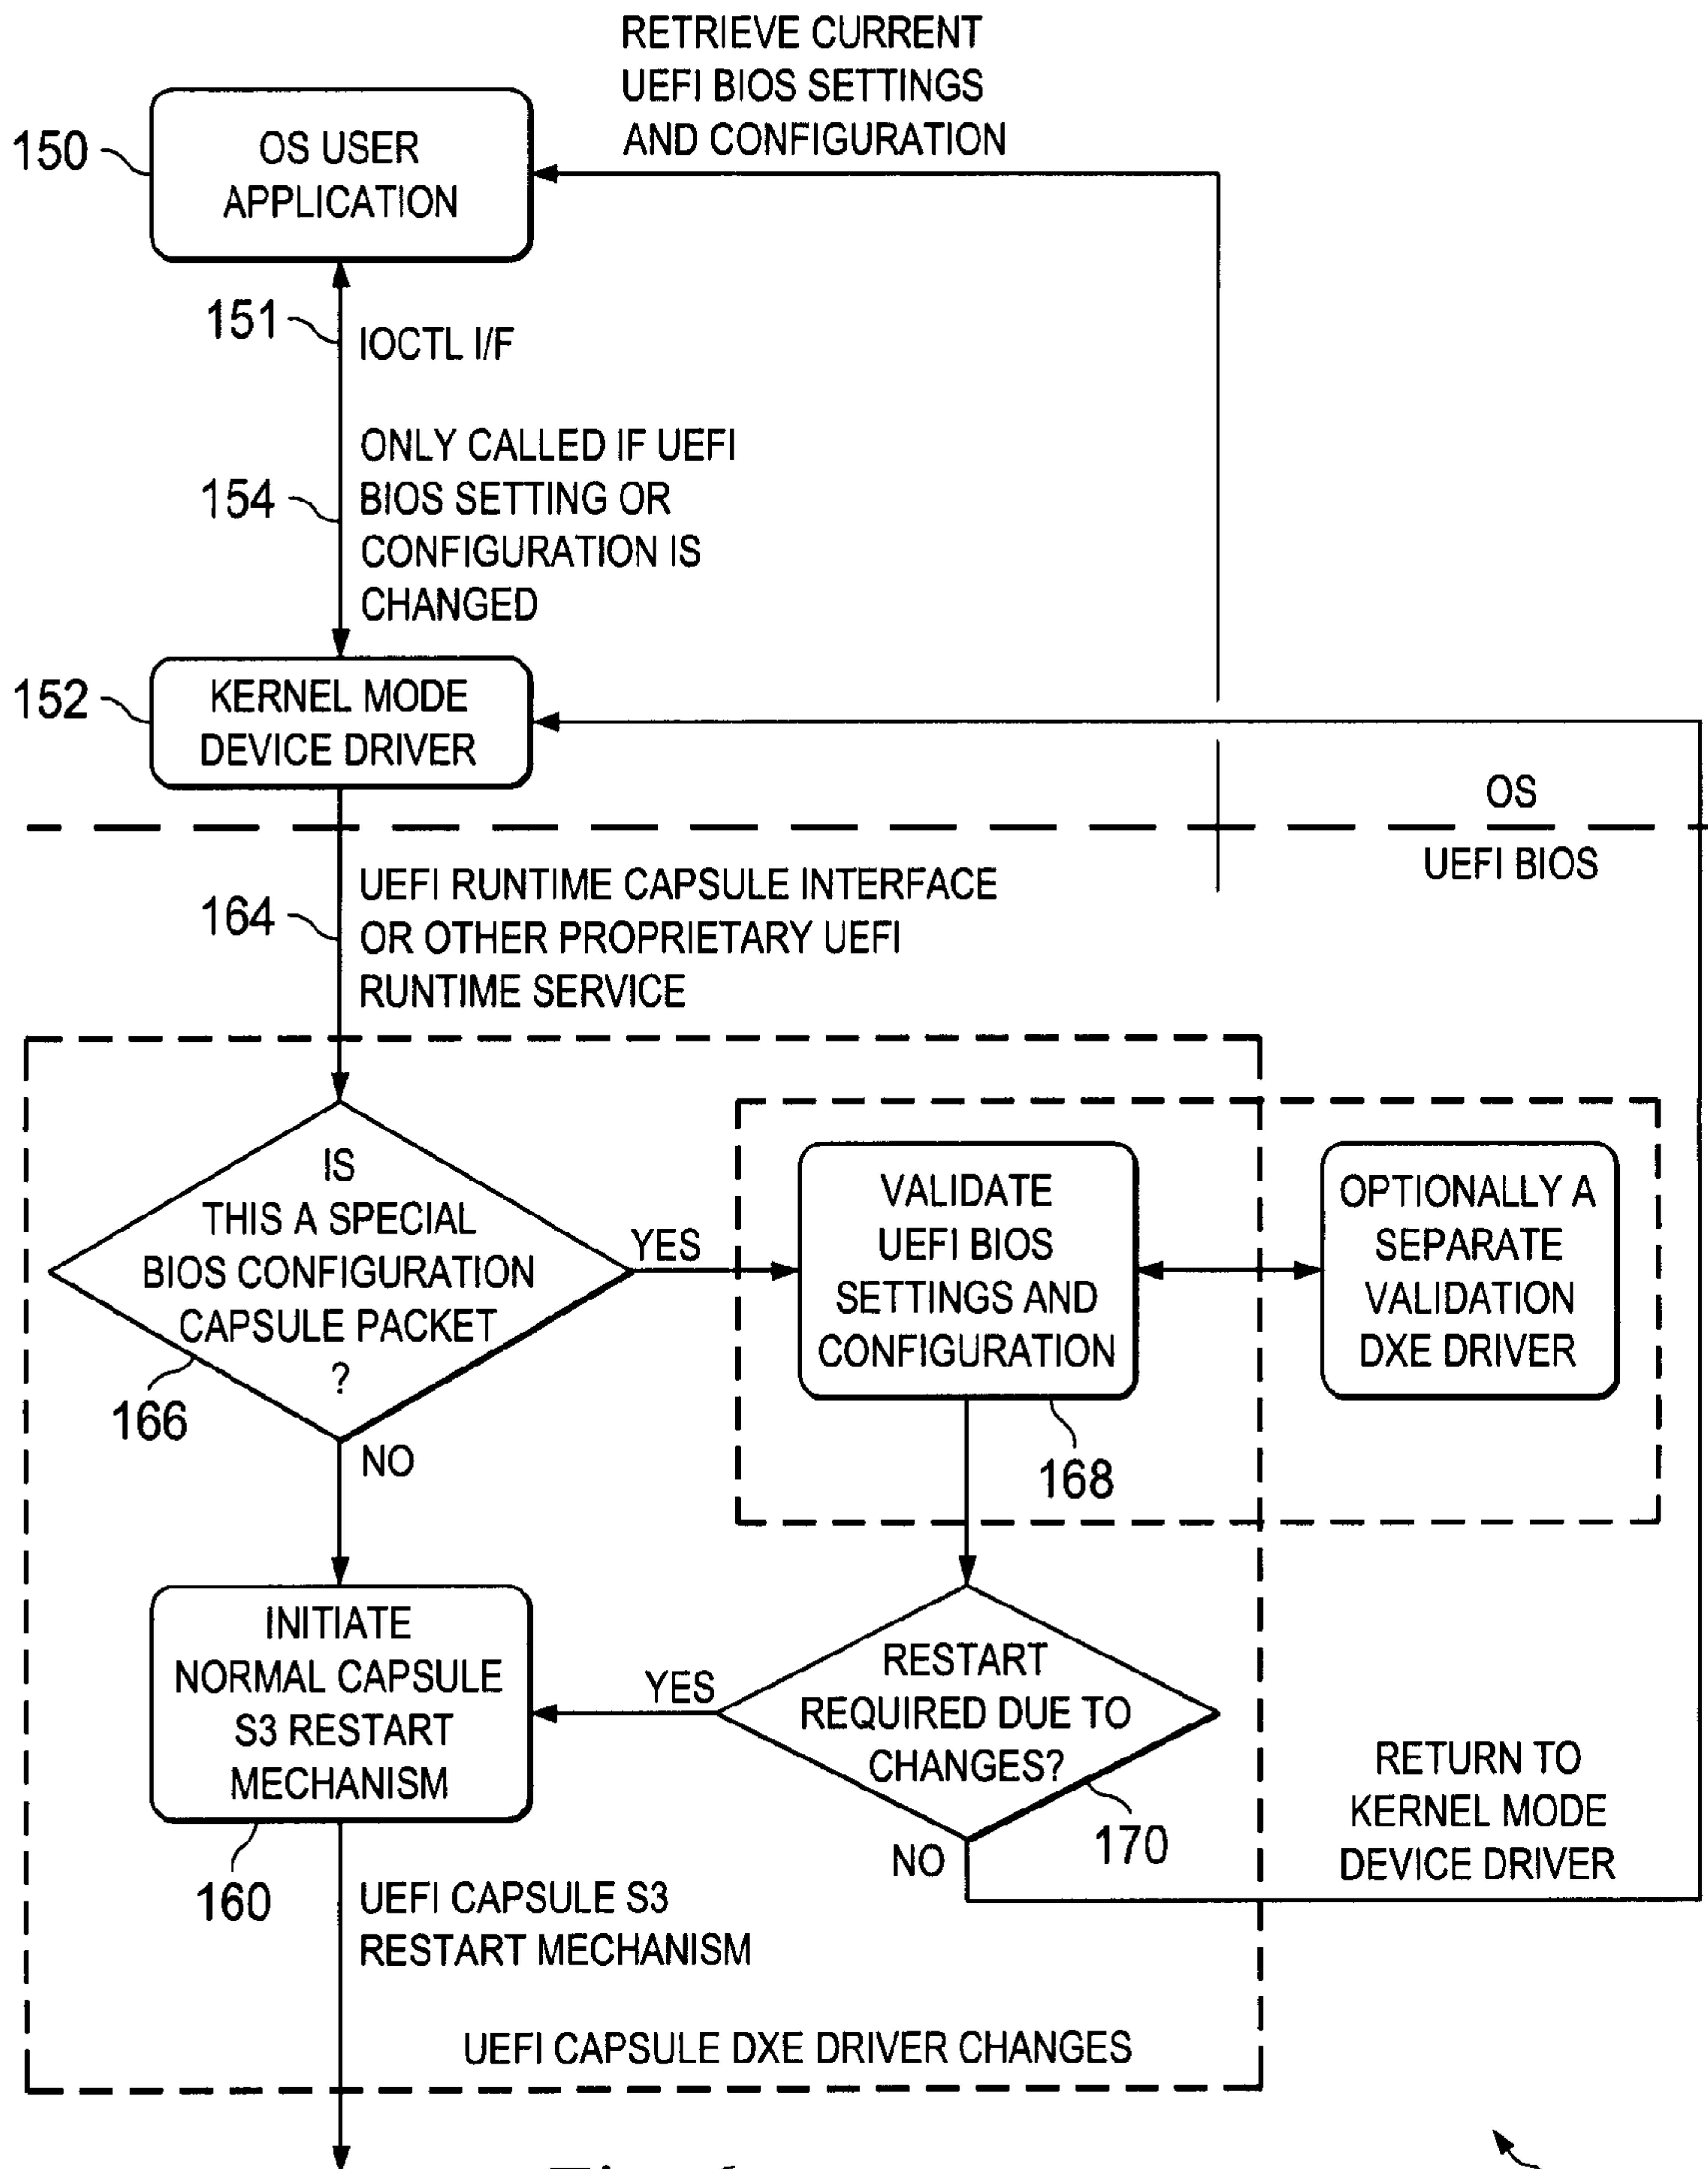 RETRIEVE CURRENT
UEFI BIOS SETTINGS
AND CONFIGURATION
150
OS USER
APPLICATION
151
IOCTL I/F
154
ONLY CALLED IF UEFI
BIOS SETTING OR
CONFIGURATION IS
CHANGED
152
KERNEL MODE
DEVICE DRIVER
OS
UEFI BIOS
164
UEFI RUNTIME CAPSULE INTERFACE
OR OTHER PROPRIETARY UEFI
RUNTIME SERVICE
IS
THIS A SPECIAL
BIOS CONFIGURATION
CAPSULE PACKET
?
166
YES
NO
VALIDATE
UEFI BIOS
SETTINGS AND
CONFIGURATION
168
OPTIONALLY A
SEPARATE
VALIDATION
DXE DRIVER
INITIATE
NORMAL CAPSULE
S3 RESTART
MECHANISM
160
YES
RESTART
REQUIRED DUE TO
CHANGES?
170
NO
RETURN TO
KERNEL MODE
DEVICE DRIVER
UEFI CAPSULE S3
RESTART MECHANISM
UEFI CAPSULE DXE DRIVER CHANGES